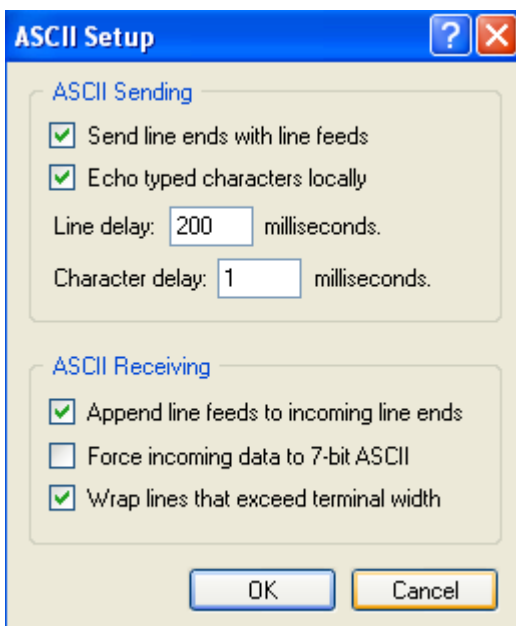 ASCII Setup
ASCII Sending
Send line ends with line feeds
Echo typed characters locally
Line delay: 200 milliseconds.
Character delay: 1 milliseconds.
ASCII Receiving
Append line feeds to incoming line ends
Force incoming data to 7-bit ASCII
Wrap lines that exceed terminal width
OK Cancel